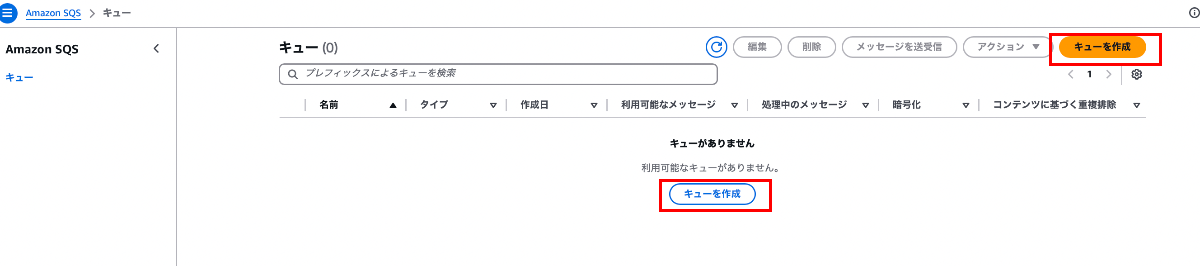 Amazon SQS > キュー
Amazon SQS
キュー
キュー (0)
編集
削除
メッセージを送受信
アクション
キューを作成
プレフィックスによるキューを検索
1
名前
タイプ
作成日
利用可能なメッセージ
処理中のメッセージ
暗号化
コンテンツに基づく重複排除
キューがありません
利用可能なキューがありません。
キューを作成